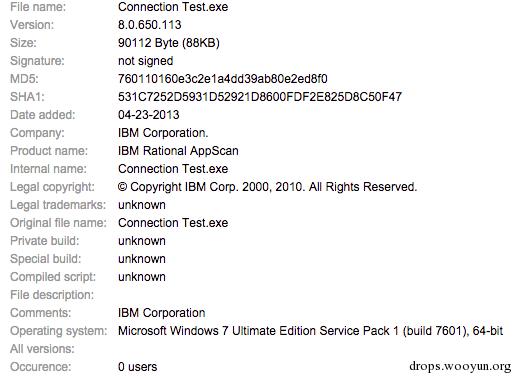 File name: Connection Test.exe
Version: 8.0.650.113
Size: 90112 Byte (88KB)
Signature: not signed
MD5: 760110160e3c2e1a4dd39ab80e2ed8f0
SHA1: 531C7252D5931D52921D8600FDF2E825D8C50F47
Date added: 04-23-2013
Company: IBM Corporation.
Product name: IBM Rational AppScan
Internal name: Connection Test.exe
Legal copyright: © Copyright IBM Corp. 2000, 2010. All Rights Reserved.
Legal trademarks: unknown
Original file name: Connection Test.exe
Private build: unknown
Special build: unknown
Compiled script: unknown
File description:
Comments: IBM Corporation
Operating system: Microsoft Windows 7 Ultimate Edition Service Pack 1 (build 7601), 64-bit
All versions:
Occurence: 0 users
drops.wooyun.org